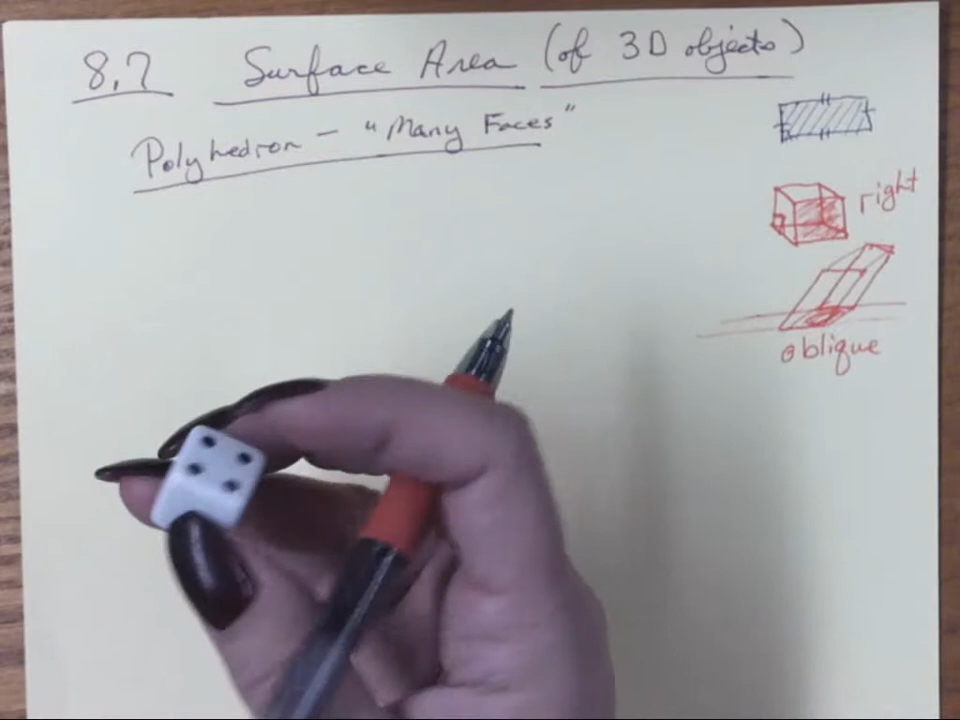 8.7 Surface Area (of 3D objects)
Polyhedron - "Many Faces"
right
oblique